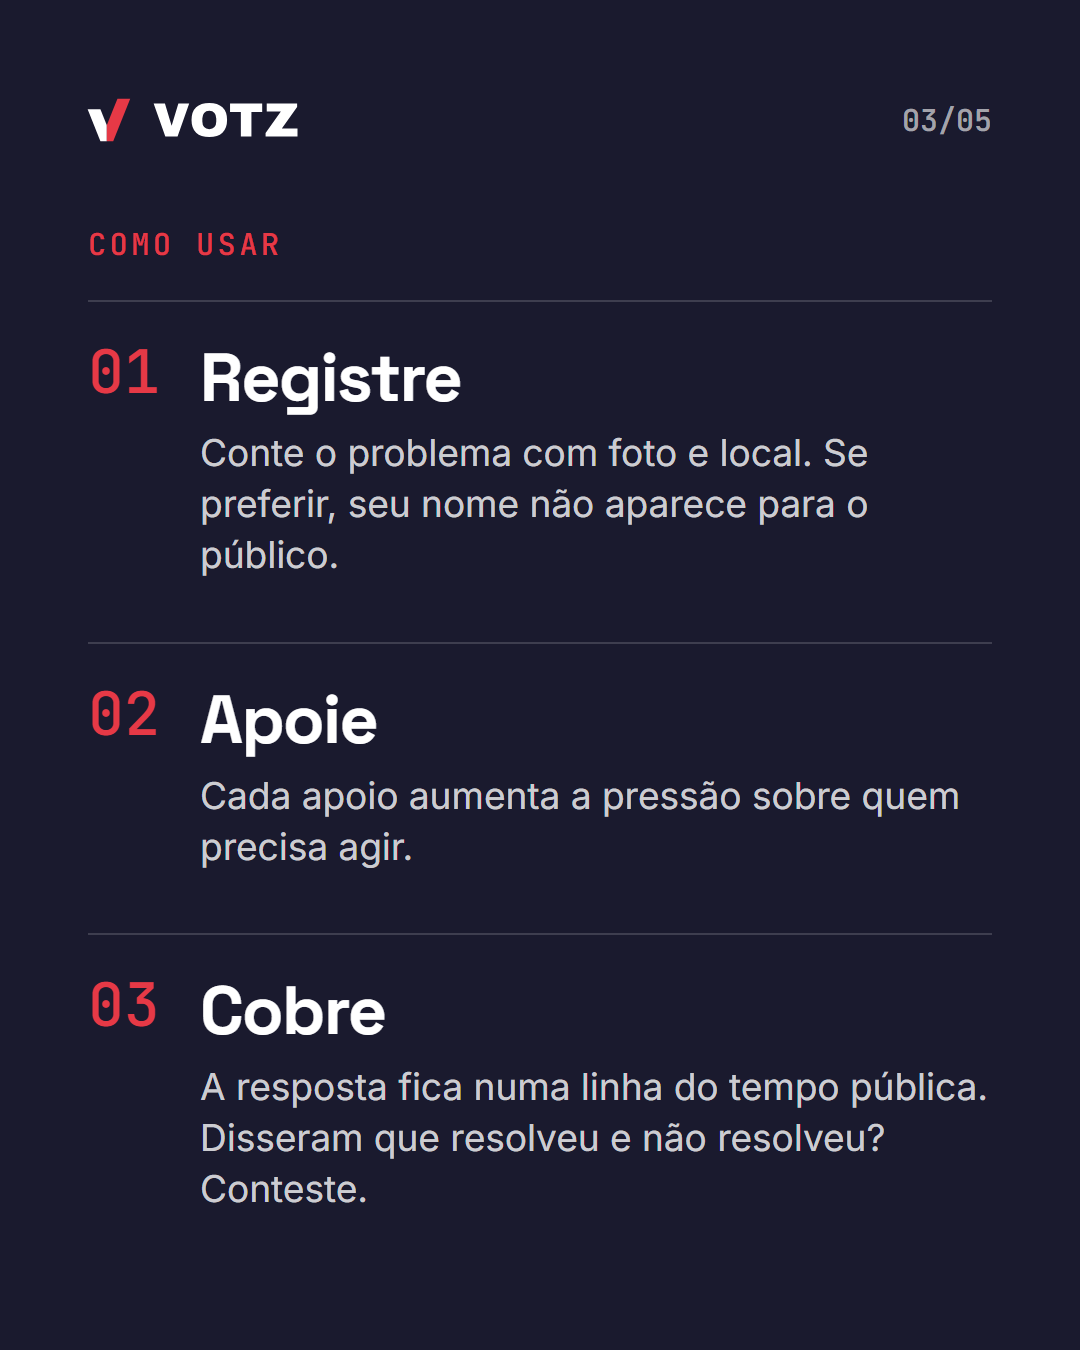 VOTZ
03/05
COMO USAR
01 Registre
Conte o problema com foto e local. Se
preferir, seu nome não aparece para o
público.
02 Apoie
Cada apoio aumenta a pressão sobre quem
precisa agir.
03 Cobre
A resposta fica numa linha do tempo pública.
Disseram que resolveu e não resolveu?
Conteste.